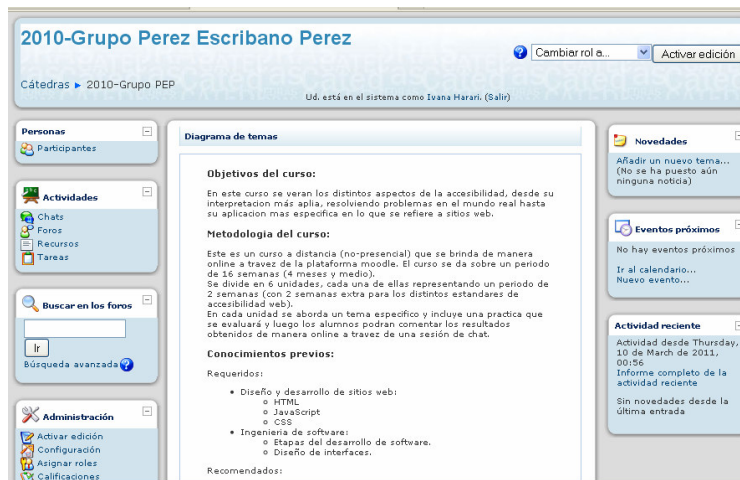 2010-Grupo Perez Escribano Perez
Cambiar rol a...
Activar edición
Cátedras ► 2010-Grupo PEP
Ud. está en el sistema como Ivana Harari. (Salir)
Personas
Participantes
Actividades
Chats
Foros
Recursos
Tareas
Buscar en los foros
Ir
Búsqueda avanzada
Administración
Activar edición
Configuración
Asignar roles
Calificaciones
Diagrama de temas
Objetivos del curso:
En este curso se veran los distintos aspectos de la accesibilidad, desde su
interpretacion más aplia, resolviendo problemas en el mundo real hasta
su aplicacion mas especifica en lo que se refiere a sitios web.
Metodologia del curso:
Este es un curso a distancia (no-presencial) que se brinda de manera
online a travez de la plataforma moodle. El curso se da sobre un periodo
de 16 semanas (4 meses y medio).
Se divide en 6 unidades, cada una de ellas representando un periodo de
2 semanas (con 2 semanas extra para los distintos estandares de
accesibilidad web).
En cada unidad se aborda un tema especifico y incluye una practica que
se evaluará y luego los alumnos podran comentar los resultados
obtenidos de manera online a travez de una sesión de chat.
Conocimientos previos:
Requeridos:
• Diseño y desarrollo de sitios web:
○ HTML
○ JavaScript
○ CSS
• Ingenieria de software:
○ Etapas del desarrollo de software.
○ Diseño de interfaces.
Recomendados:
Novedades
Añadir un nuevo tema...
(No se ha puesto aún
ninguna noticia)
Eventos próximos
No hay eventos próximos
Ir al calendario...
Nuevo evento...
Actividad reciente
Actividad desde Thursday,
10 de March de 2011,
00:56
Informe completo de la
actividad reciente
Sin novedades desde la
última entrada